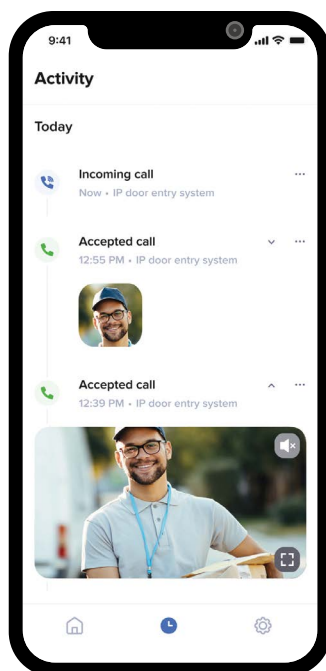 9:41
Activity
Today
Incoming call
Now • IP door entry system
Accepted call
12:55 PM • IP door entry system
Accepted call
12:39 PM • IP door entry system